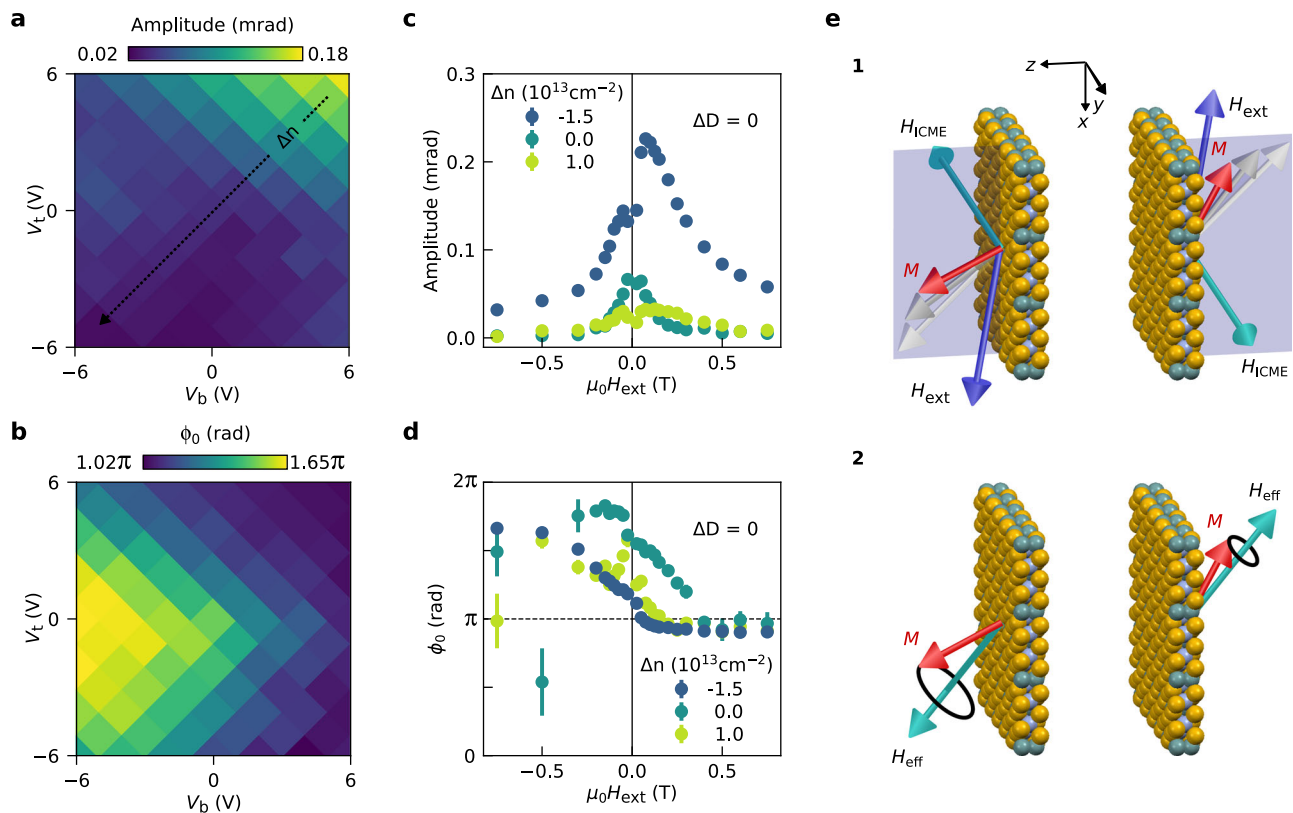 a
Amplitude (mrad)
0.02
0.18
6
0
−6
Vt (V)
Δn
−6
0
6
Vb (V)
b
ϕ0 (rad)
1.02π
1.65π
6
0
−6
Vt (V)
−6
0
6
Vb (V)
c
0.3
0.2
0.1
0.0
Amplitude (mrad)
Δn (10^13cm−2)
-1.5
0.0
1.0
ΔD = 0
−0.5
0.0
0.5
μ0Hext (T)
d
2π
π
0
ϕ0 (rad)
ΔD = 0
Δn (10^13cm−2)
-1.5
0.0
1.0
−0.5
0.0
0.5
μ0Hext (T)
e
1
z
y
x
HICME
M
Hext
Hext
M
HICME
2
M
Heff
Heff
M